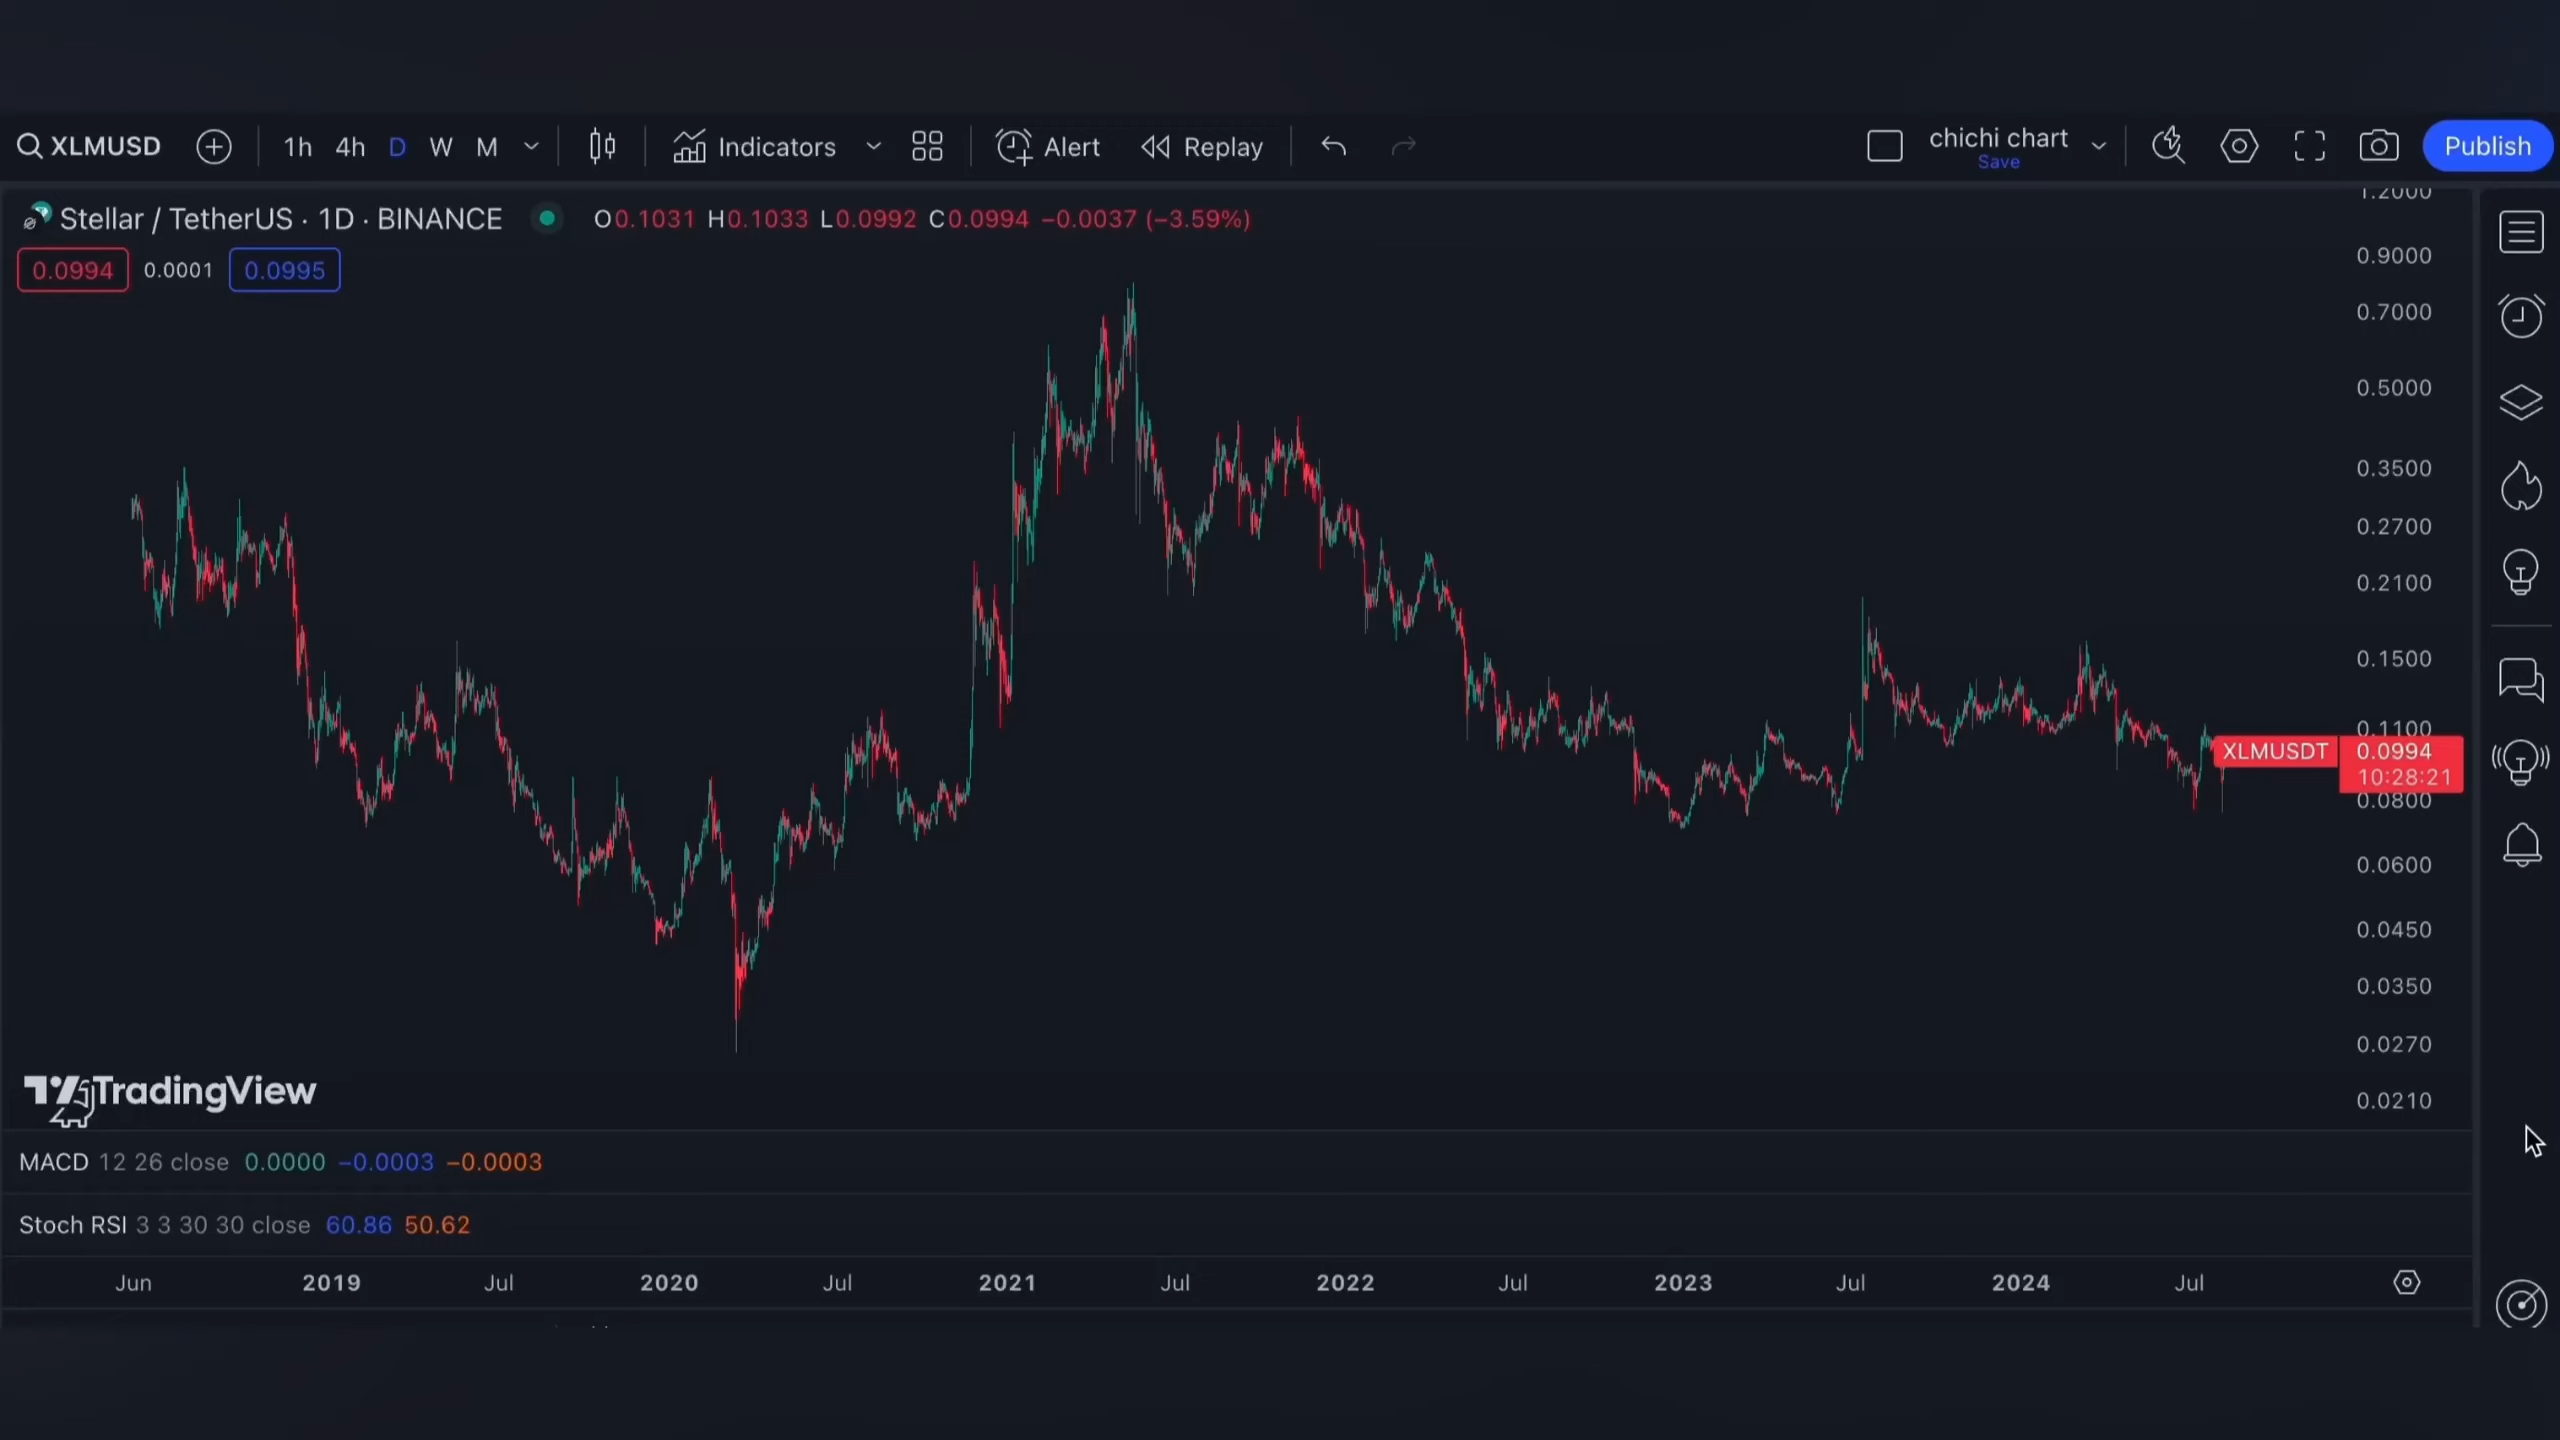 XLMUSD 1h 4h D W M Indicators Alert Replay chichi chart Publish
Save
Stellar / TetherUS · 1D · BINANCE O0.1031 H0.1033 L0.0992 C0.0994 −0.0037 (−3.59%)
0.0994 0.0001 0.0995
1.2000
0.9000
0.7000
0.5000
0.3500
0.2700
0.2100
0.1500
0.1100
XLMUSDT 0.0994
10:28:21
0.0800
0.0600
0.0450
0.0350
0.0270
0.0210
TradingView
MACD 12 26 close 0.0000 −0.0003 −0.0003
Stoch RSI 3 3 30 30 close 60.86 50.62
Jun 2019 Jul 2020 Jul 2021 Jul 2022 Jul 2023 Jul 2024 Jul